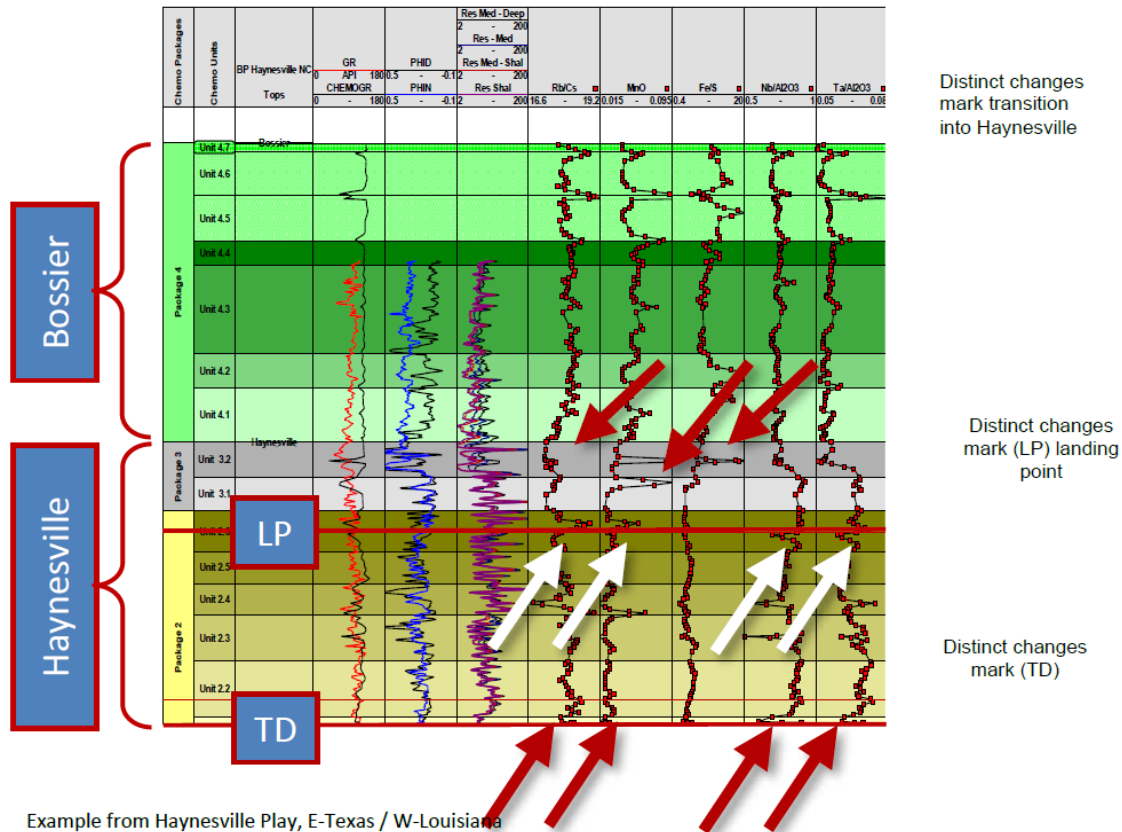 Chemo Packages
Chemo Units
BP Haynesville NC
Tops
GR
0 API 180
CHEMOGR
0 - 180
PHID
0.5 - -0.1
PHIN
0.5 - -0.1
Res Med - Deep
2 - 200
Res - Med
2 - 200
Res Med - Shal
2 - 200
Res Shal
2 - 200
Rb/Cs
16.6 - 19.2
MnO
0.015 - 0.095
Fe/S
0.4 - 20
Nb/Al2O3
0.5 - 1
Ta/Al2O3
0.05 - 0.08
Distinct changes
mark transition
into Haynesville
Bossier
Package 4
Unit 4.7
Bossier
Unit 4.6
Unit 4.5
Unit 4.4
Unit 4.3
Unit 4.2
Unit 4.1
Haynesville
Haynesville
Package 3
Unit 3.2
Unit 3.1
Distinct changes
mark (LP) landing
point
LP
Package 2
Unit 2.5
Unit 2.4
Unit 2.3
Unit 2.2
Distinct changes
mark (TD)
TD
Example from Haynesville Play, E-Texas / W-Louisiana